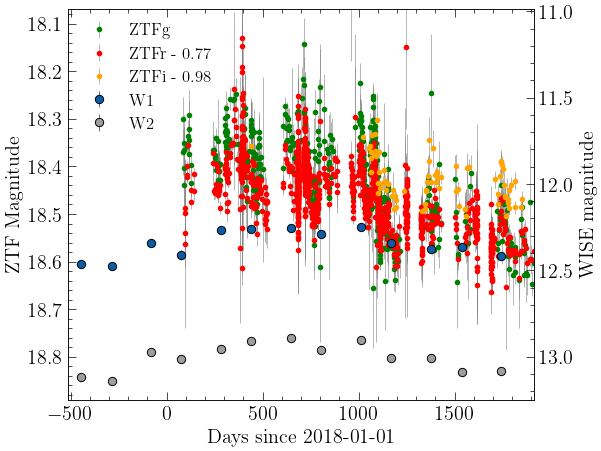 ZTFg
ZTFr - 0.77
ZTFi - 0.98
W1
W2
18.1
18.2
18.3
18.4
18.5
18.6
18.7
18.8
ZTF Magnitude
11.0
11.5
12.0
12.5
13.0
WISE magnitude
−500
0
500
1000
1500
Days since 2018-01-01